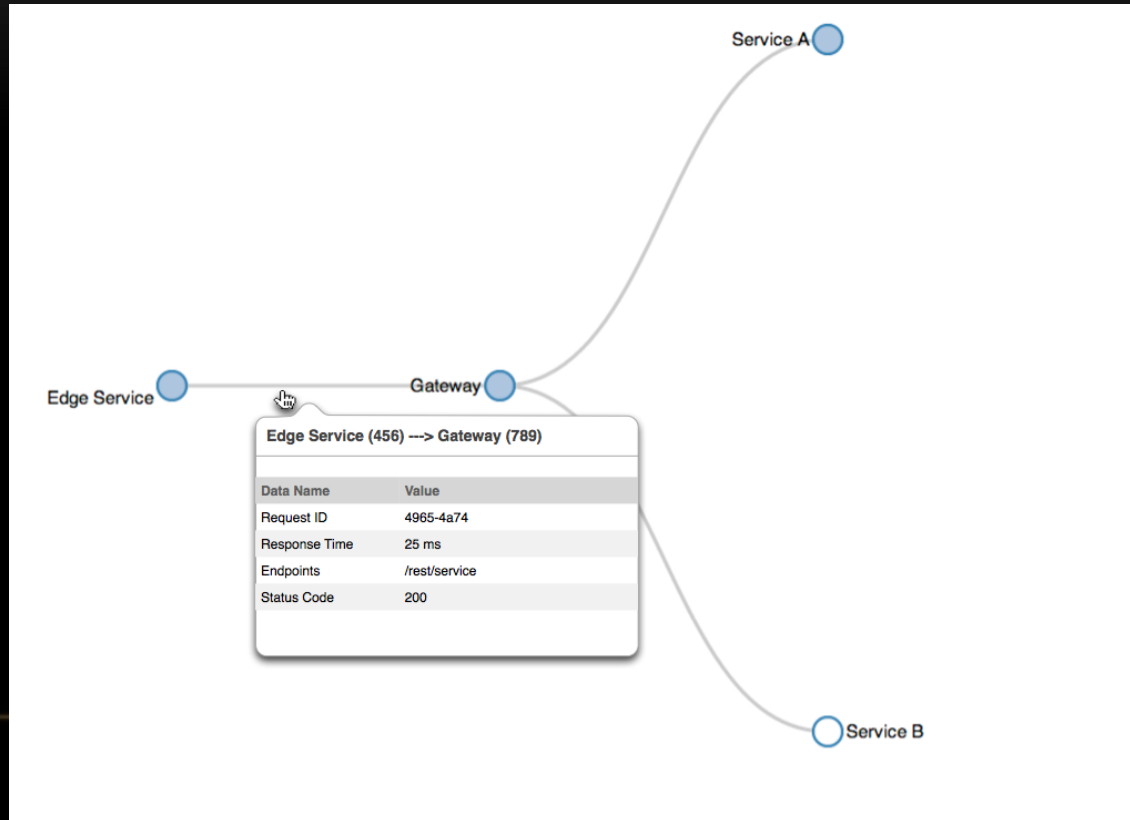 Service A
Edge Service
Gateway
Edge Service (456) ---> Gateway (789)
Data Name Value
Request ID 4965-4a74
Response Time 25 ms
Endpoints /rest/service
Status Code 200
Service B